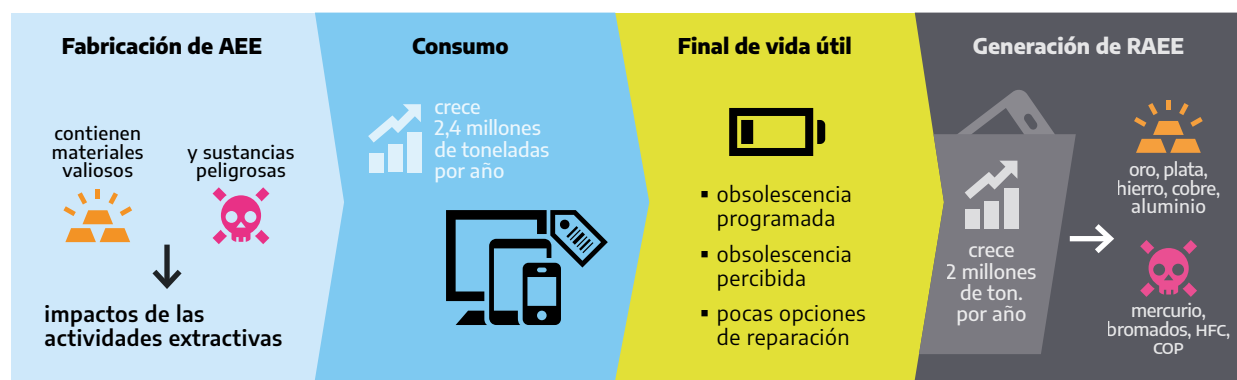 Fabricación de AEE
contienen
materiales
valiosos
y sustancias
peligrosas
impactos de las
actividades extractivas
Consumo
crece
2,4 millones
de toneladas
por año
Final de vida útil
▪ obsolescencia
programada
▪ obsolescencia
percibida
▪ pocas opciones
de reparación
Generación de RAEE
crece
2 millones
de ton.
por año
oro, plata,
hierro, cobre,
aluminio
mercurio,
bromados, HFC,
COP